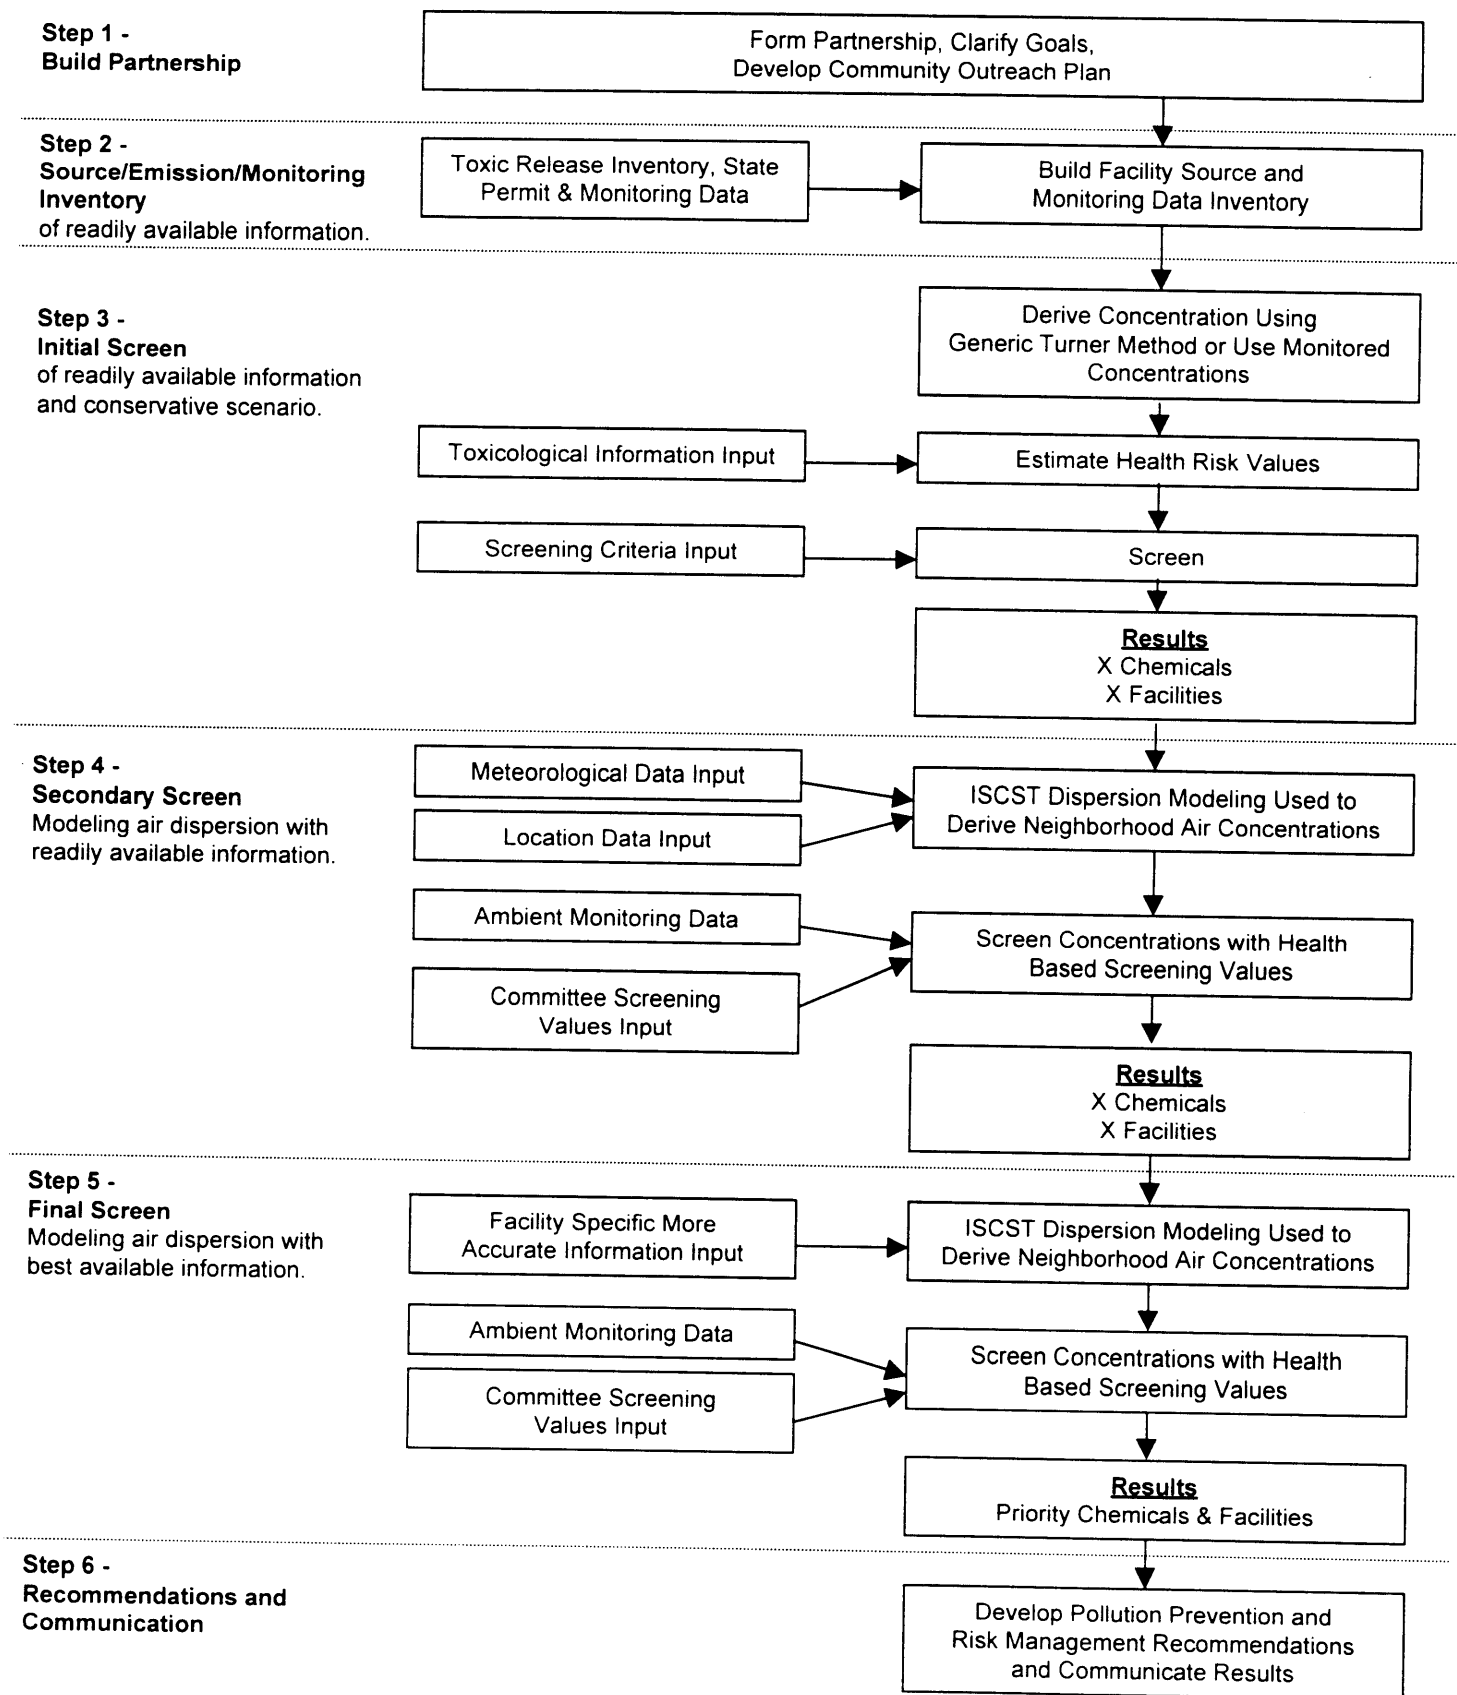 Step 1 -
Build Partnership
Form Partnership, Clarify Goals,
Develop Community Outreach Plan
Step 2 -
Source/Emission/Monitoring
Inventory
of readily available information.
Toxic Release Inventory, State
Permit & Monitoring Data
Build Facility Source and
Monitoring Data Inventory
Step 3 -
Initial Screen
of readily available information
and conservative scenario.
Derive Concentration Using
Generic Turner Method or Use Monitored
Concentrations
Toxicological Information Input
Estimate Health Risk Values
Screening Criteria Input
Screen
Results
X Chemicals
X Facilities
Step 4 -
Secondary Screen
Modeling air dispersion with
readily available information.
Meteorological Data Input
Location Data Input
ISCST Dispersion Modeling Used to
Derive Neighborhood Air Concentrations
Ambient Monitoring Data
Committee Screening
Values Input
Screen Concentrations with Health
Based Screening Values
Results
X Chemicals
X Facilities
Step 5 -
Final Screen
Modeling air dispersion with
best available information.
Facility Specific More
Accurate Information Input
ISCST Dispersion Modeling Used to
Derive Neighborhood Air Concentrations
Ambient Monitoring Data
Committee Screening
Values Input
Screen Concentrations with Health
Based Screening Values
Results
Priority Chemicals & Facilities
Step 6 -
Recommendations and
Communication
Develop Pollution Prevention and
Risk Management Recommendations
and Communicate Results